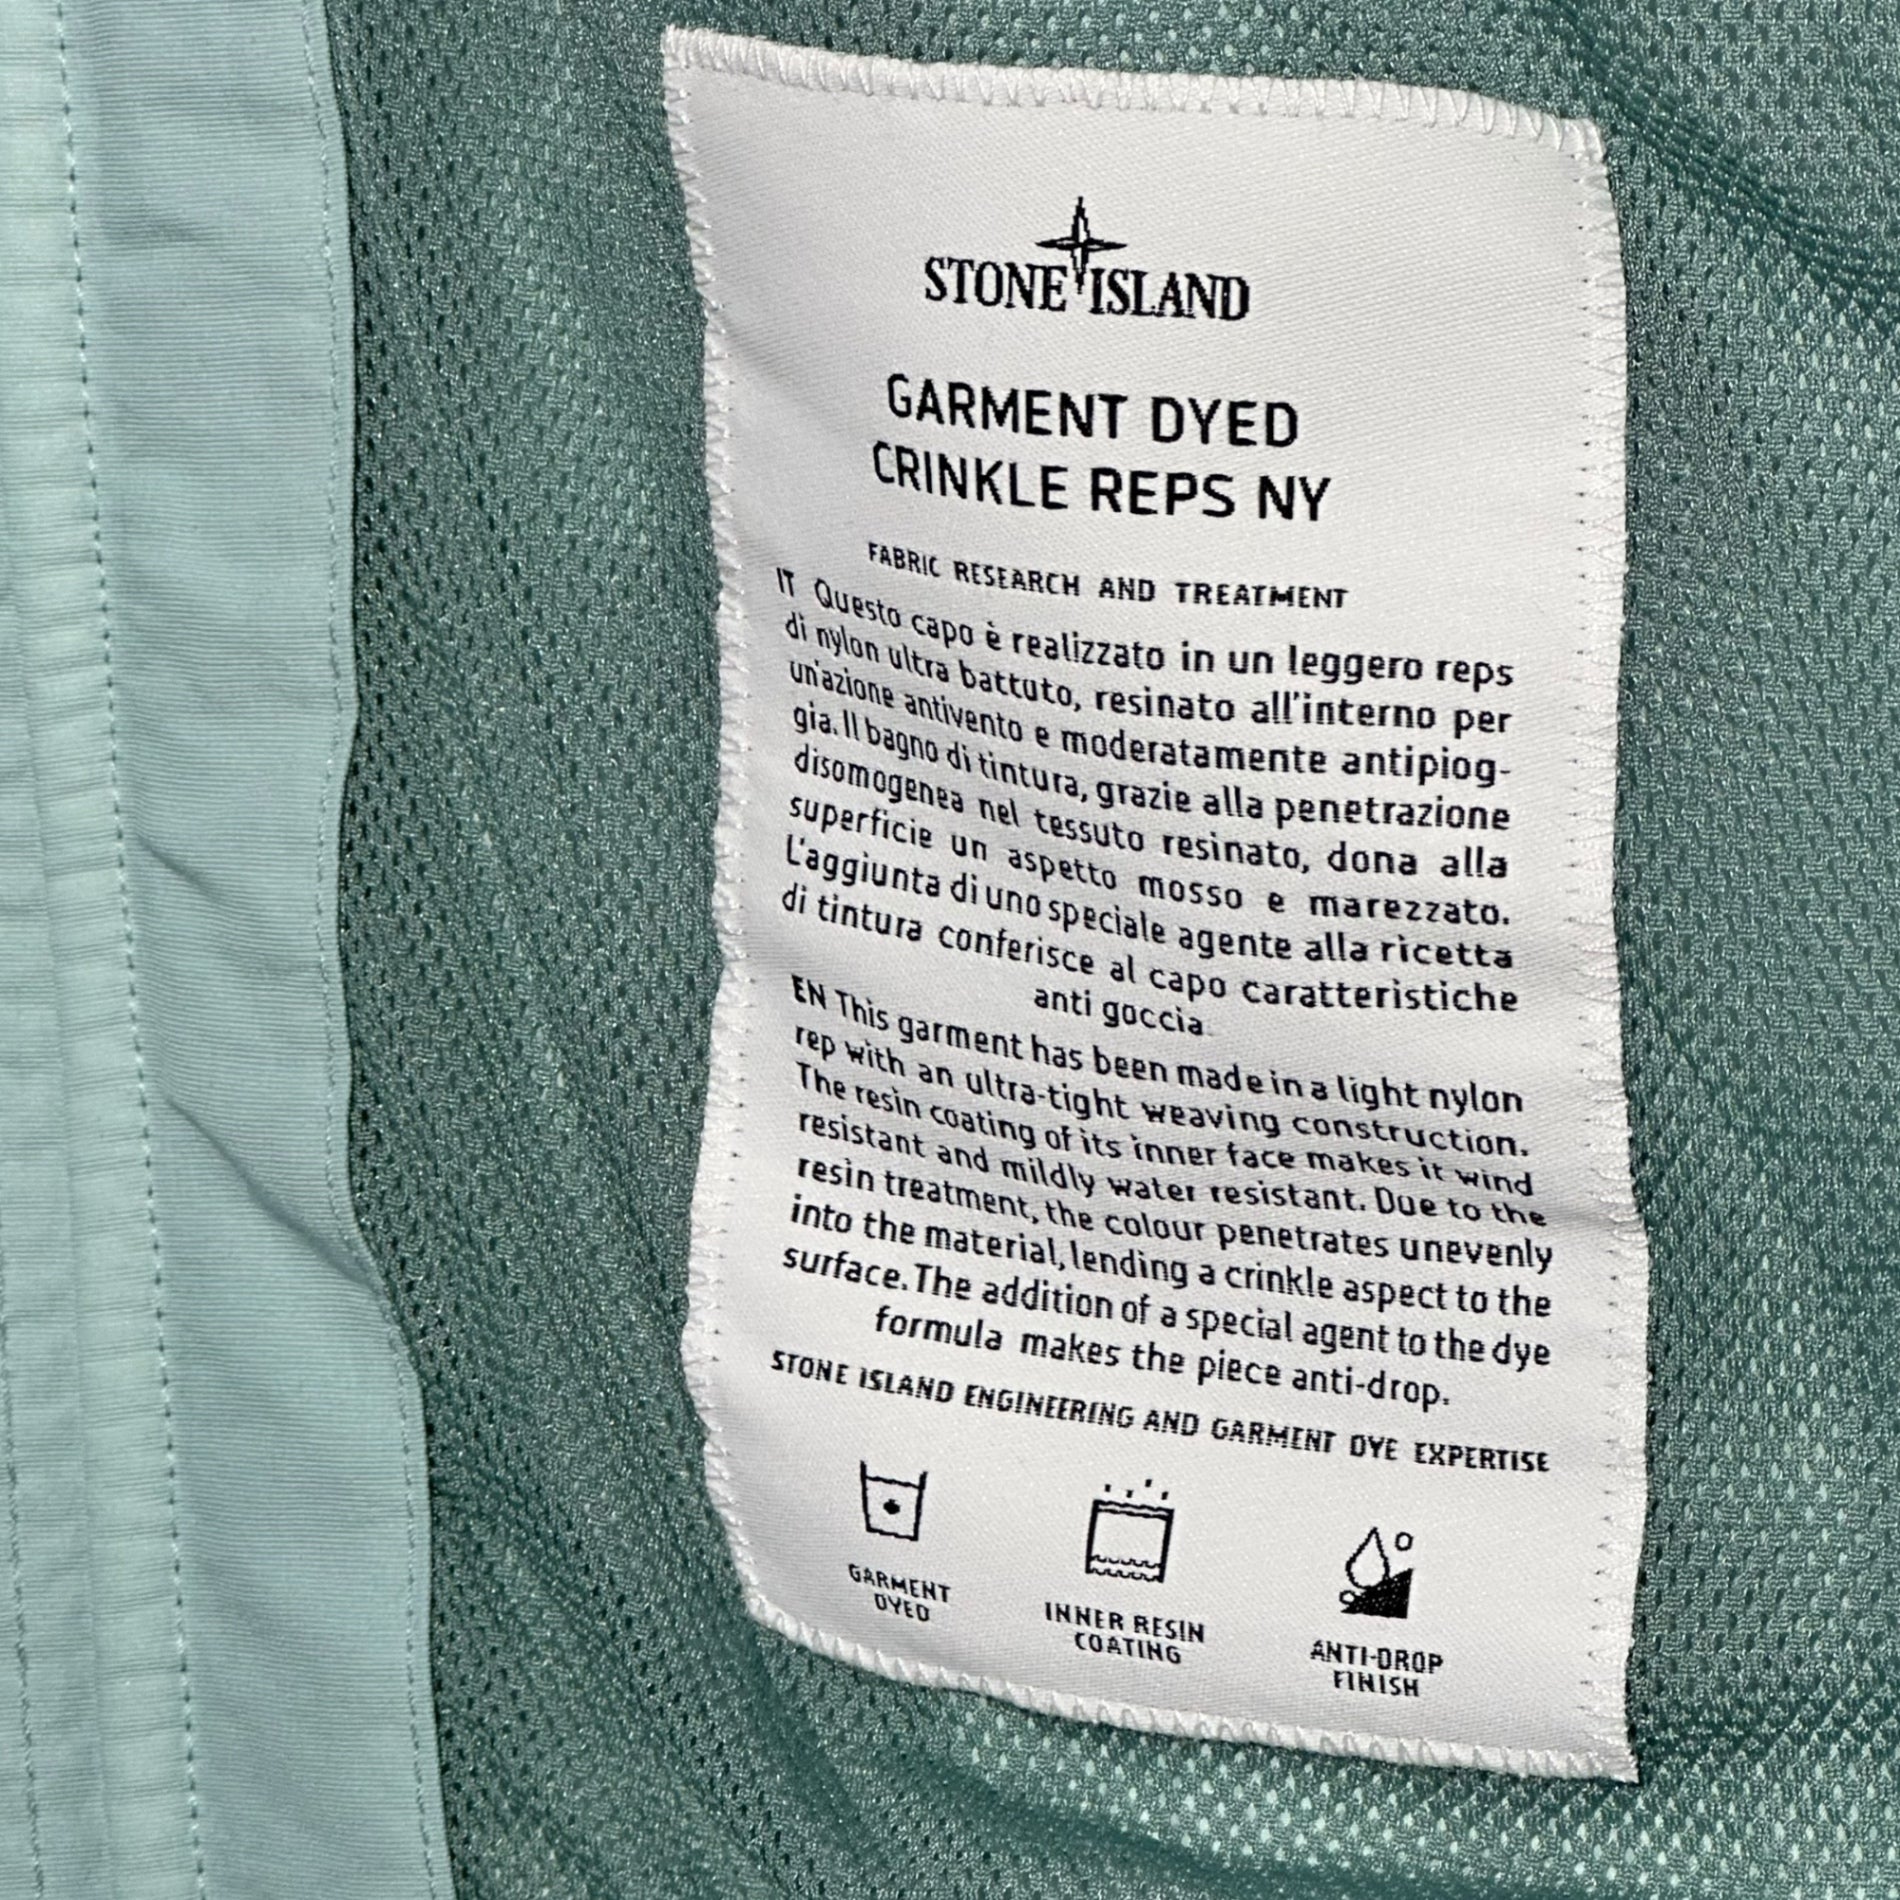 STONE ISLAND
GARMENT DYED
CRINKLE REPS NY
FABRIC RESEARCH AND TREATMENT
IT Questo capo è realizzato in un leggero reps
di nylon ultra battuto, resinato all'interno per
un'azione antivento e moderatamente antipiog-
gia. Il bagno di tintura, grazie alla penetrazione
disomogenea nel tessuto resinato, dona alla
superficie un aspetto mosso e marezzato.
L'aggiunta di uno speciale agente alla ricetta
di tintura conferisce al capo caratteristiche
anti goccia.
EN This garment has been made in a light nylon
rep with an ultra-tight weaving construction.
The resin coating of its inner face makes it wind
resistant and mildly water resistant. Due to the
resin treatment, the colour penetrates unevenly
into the material, lending a crinkle aspect to the
surface. The addition of a special agent to the dye
formula makes the piece anti-drop.
STONE ISLAND ENGINEERING AND GARMENT DYE EXPERTISE
GARMENT
DYED
INNER RESIN
COATING
ANTI-DROP
FINISH